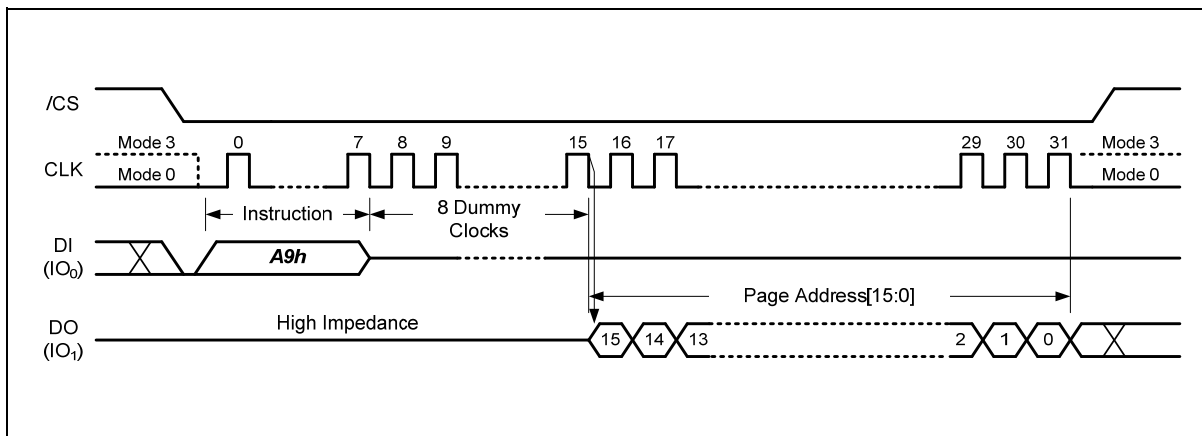 /CS
Mode 3 0 7 8 9 15 16 17 29 30 31 Mode 3
CLK
Mode 0 Mode 0
Instruction 8 Dummy
Clocks
DI
(IO₀)
A9h
Page Address[15:0]
High Impedance
DO
(IO₁)
15 14 13 2 1 0